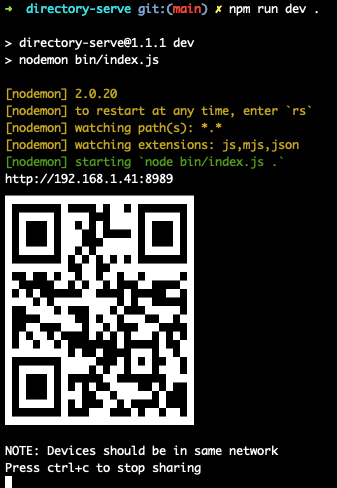 ➜ directory-serve git:(main) ✗ npm run dev .
> directory-serve@1.1.1 dev
> nodemon bin/index.js
[nodemon] 2.0.20
[nodemon] to restart at any time, enter `rs`
[nodemon] watching path(s): *.*
[nodemon] watching extensions: js,mjs,json
[nodemon] starting `node bin/index.js .`
http://192.168.1.41:8989
NOTE: Devices should be in same network
Press ctrl+c to stop sharing